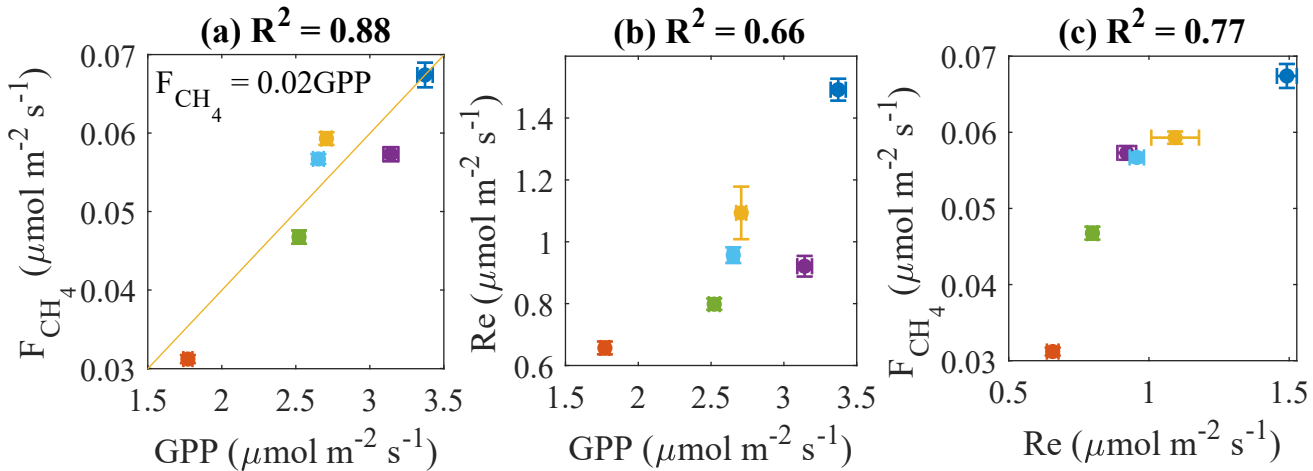 (a) R² = 0.88
F_CH₄ = 0.02GPP
F_CH₄ (μmol m⁻² s⁻¹)
0.07
0.06
0.05
0.04
0.03
1.5 2 2.5 3 3.5
GPP (μmol m⁻² s⁻¹)
(b) R² = 0.66
Re (μmol m⁻² s⁻¹)
1.4
1.2
1
0.8
0.6
1.5 2 2.5 3 3.5
GPP (μmol m⁻² s⁻¹)
(c) R² = 0.77
F_CH₄ (μmol m⁻² s⁻¹)
0.07
0.06
0.05
0.04
0.03
0.5 1 1.5
Re (μmol m⁻² s⁻¹)